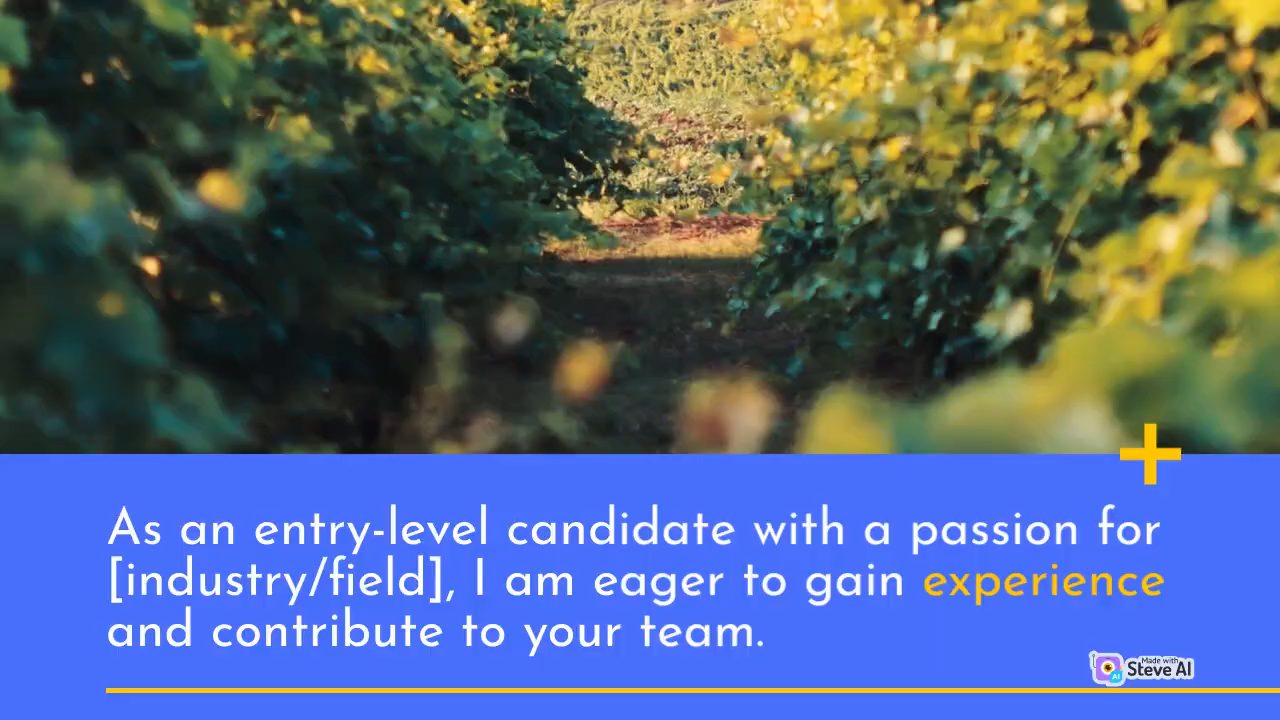 As an entry-level candidate with a passion for
[industry/field], I am eager to gain experience
and contribute to your team.
Made with
Steve AI
AI